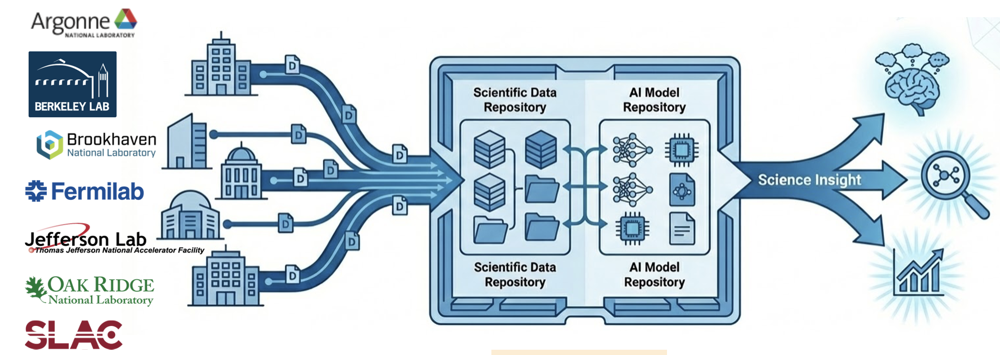 Argonne
NATIONAL LABORATORY
BERKELEY LAB
Brookhaven
National Laboratory
Fermilab
Jefferson Lab
Thomas Jefferson National Accelerator Facility
OAK RIDGE
National Laboratory
SLAC
D
D
D
D
D
D
D
D
D
D
D
Scientific Data
Repository
AI Model
Repository
Scientific Data
Repository
AI Model
Repository
Science Insight